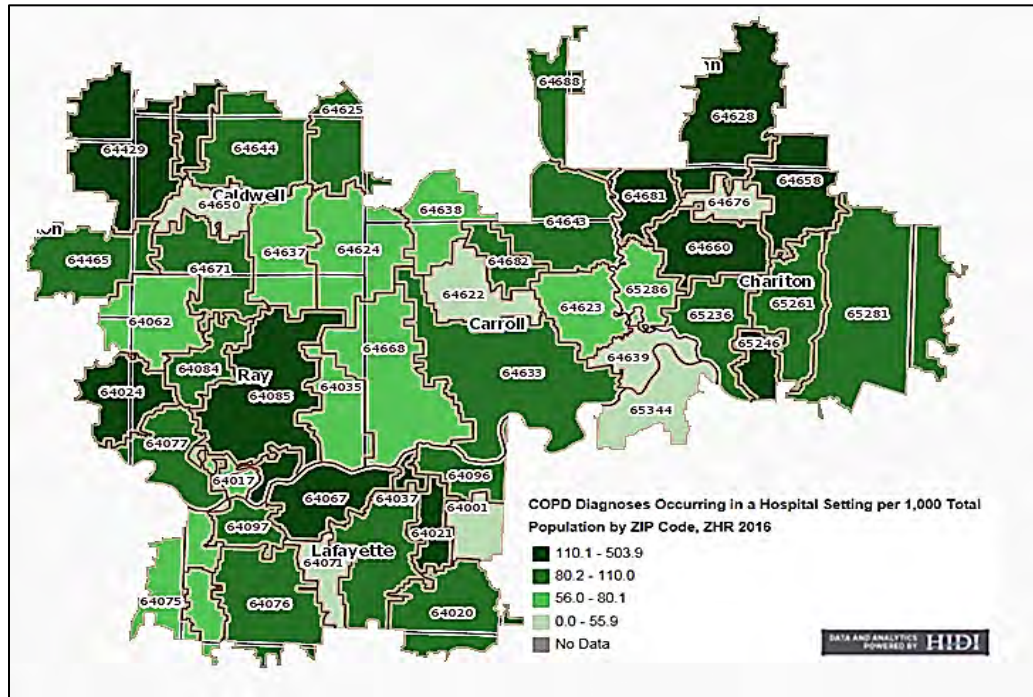 nn
64688
64628
64625
64429
64644
64658
Caldwell
64650
64638
64681
64676
64643
on
64465
64637
64624
64660
64671
64682
Chariton
64622
64623
65286
65261
65236
65281
64062
Carroll
65246
64668
64639
64084
Ray
64633
64024
64085
64035
65344
64077
64017
64096
64067
64037
64001
64097
64021
Lafayette
64071
64075
64076
64020
COPD Diagnoses Occurring in a Hospital Setting per 1,000 Total
Population by ZIP Code, ZHR 2016
110.1 - 503.9
80.2 - 110.0
56.0 - 80.1
0.0 - 55.9
No Data
DATA AND ANALYTICS
POWERED BY HIDI